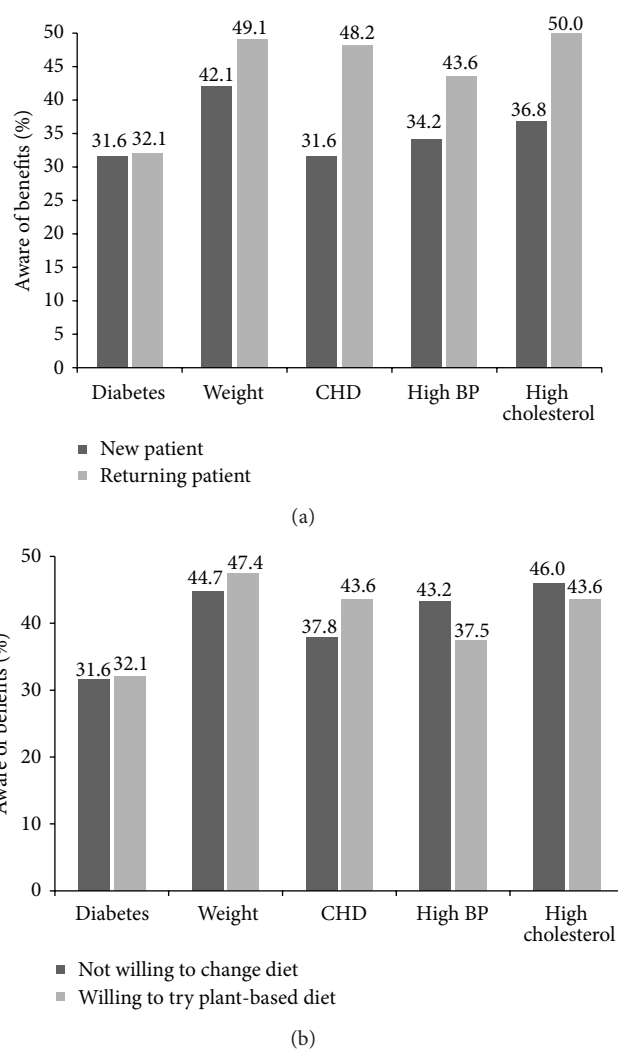 50
45
40
35
30
25
20
15
10
5
0
Aware of benefits (%)
31.6 32.1
42.1 49.1
31.6 48.2
34.2 43.6
36.8 50.0
Diabetes Weight CHD High BP High
cholesterol
New patient
Returning patient
(a)
50
40
30
20
10
0
Aware of benefits (%)
31.6 32.1
44.7 47.4
37.8 43.6
43.2 37.5
46.0 43.6
Diabetes Weight CHD High BP High
cholesterol
Not willing to change diet
Willing to try plant-based diet
(b)